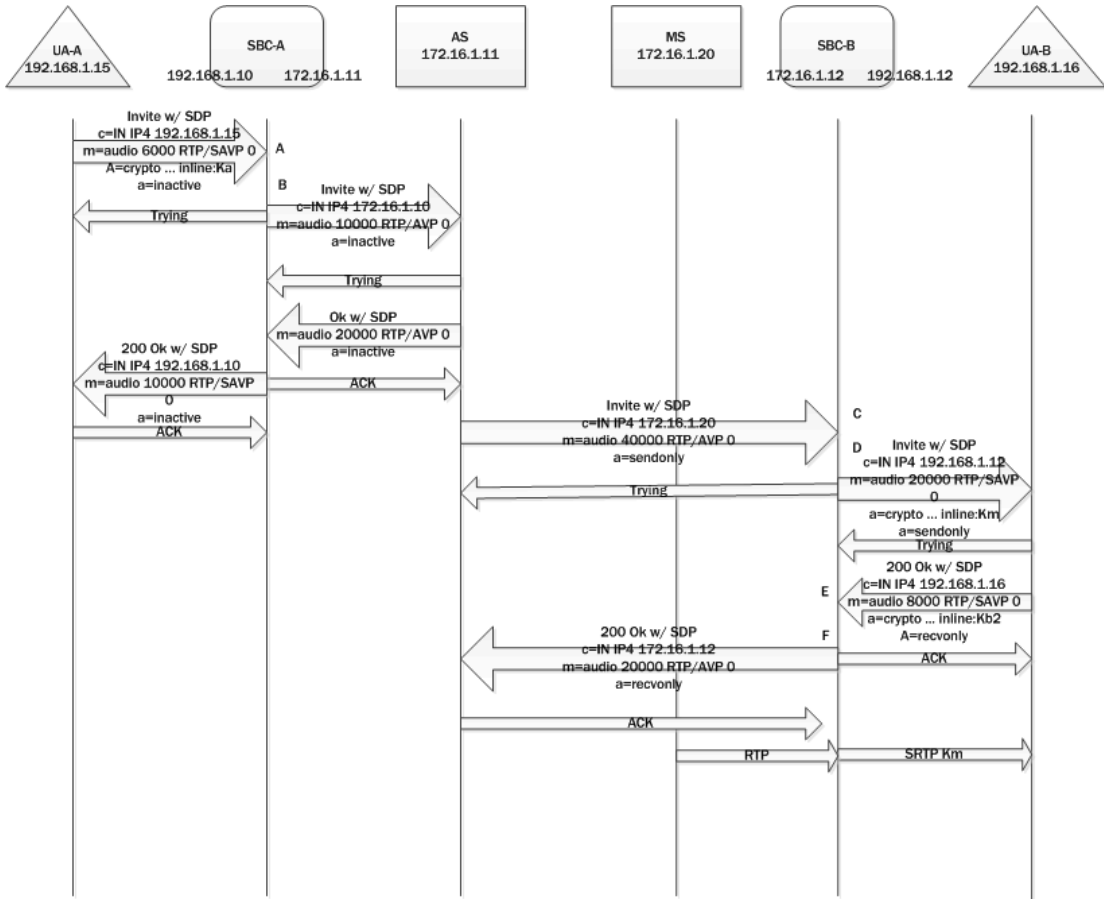 UA-A
192.168.1.15
SBC-A
192.168.1.10
172.16.1.11
AS
172.16.1.11
MS
172.16.1.20
SBC-B
172.16.1.12
192.168.1.12
UA-B
192.168.1.16
Invite w/ SDP
c=IN IP4 192.168.1.15
m=audio 6000 RTP/SAVP 0
A=crypto ... inline:Ka
a=inactive
A
B
Invite w/ SDP
c=IN IP4 172.16.1.10
m=audio 10000 RTP/AVP 0
a=inactive
Trying
Trying
Ok w/ SDP
m=audio 20000 RTP/AVP 0
a=inactive
200 Ok w/ SDP
c=IN IP4 192.168.1.10
m=audio 10000 RTP/SAVP
0
a=inactive
ACK
ACK
Invite w/ SDP
c=IN IP4 172.16.1.20
m=audio 40000 RTP/AVP 0
a=sendonly
C
D
Invite w/ SDP
c=IN IP4 192.168.1.12
m=audio 20000 RTP/SAVP
0
a=crypto ... inline:Km
a=sendonly
Trying
Trying
200 Ok w/ SDP
c=IN IP4 192.168.1.16
m=audio 8000 RTP/SAVP 0
a=crypto ... inline:Kb2
A=recvonly
E
F
200 Ok w/ SDP
c=IN IP4 172.16.1.12
m=audio 20000 RTP/AVP 0
a=recvonly
ACK
ACK
RTP
SRTP Km